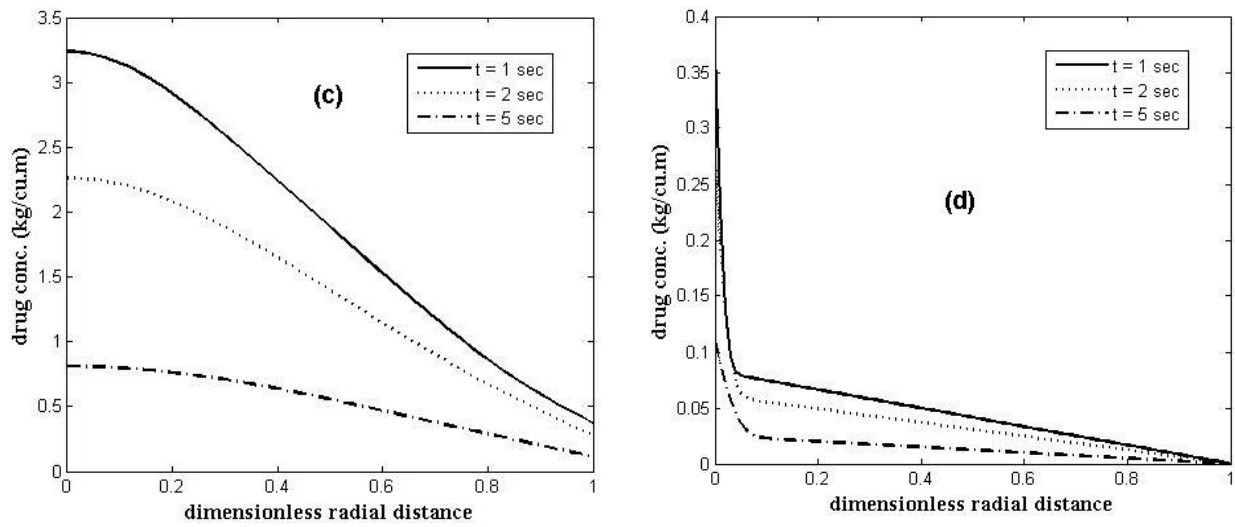 3.5
3
2.5
2
1.5
1
0.5
0
0 0.2 0.4 0.6 0.8 1
drug conc. (kg/cu.m)
dimensionless radial distance
t = 1 sec
t = 2 sec
t = 5 sec
(c)
0.4
0.35
0.3
0.25
0.2
0.15
0.1
0.05
0
0 0.2 0.4 0.6 0.8 1
drug conc. (kg/cu.m)
dimensionless radial distance
t = 1 sec
t = 2 sec
t = 5 sec
(d)